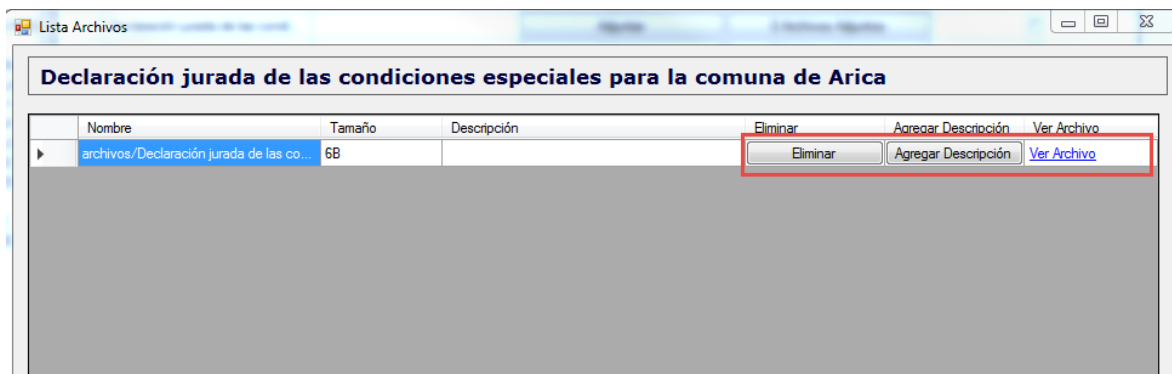 Lista Archivos
Declaración jurada de las condiciones especiales para la comuna de Arica
Nombre Tamaño Descripción Eliminar Agregar Descripción Ver Archivo
archivos/Declaración jurada de las co... 6B Eliminar Agregar Descripción Ver Archivo